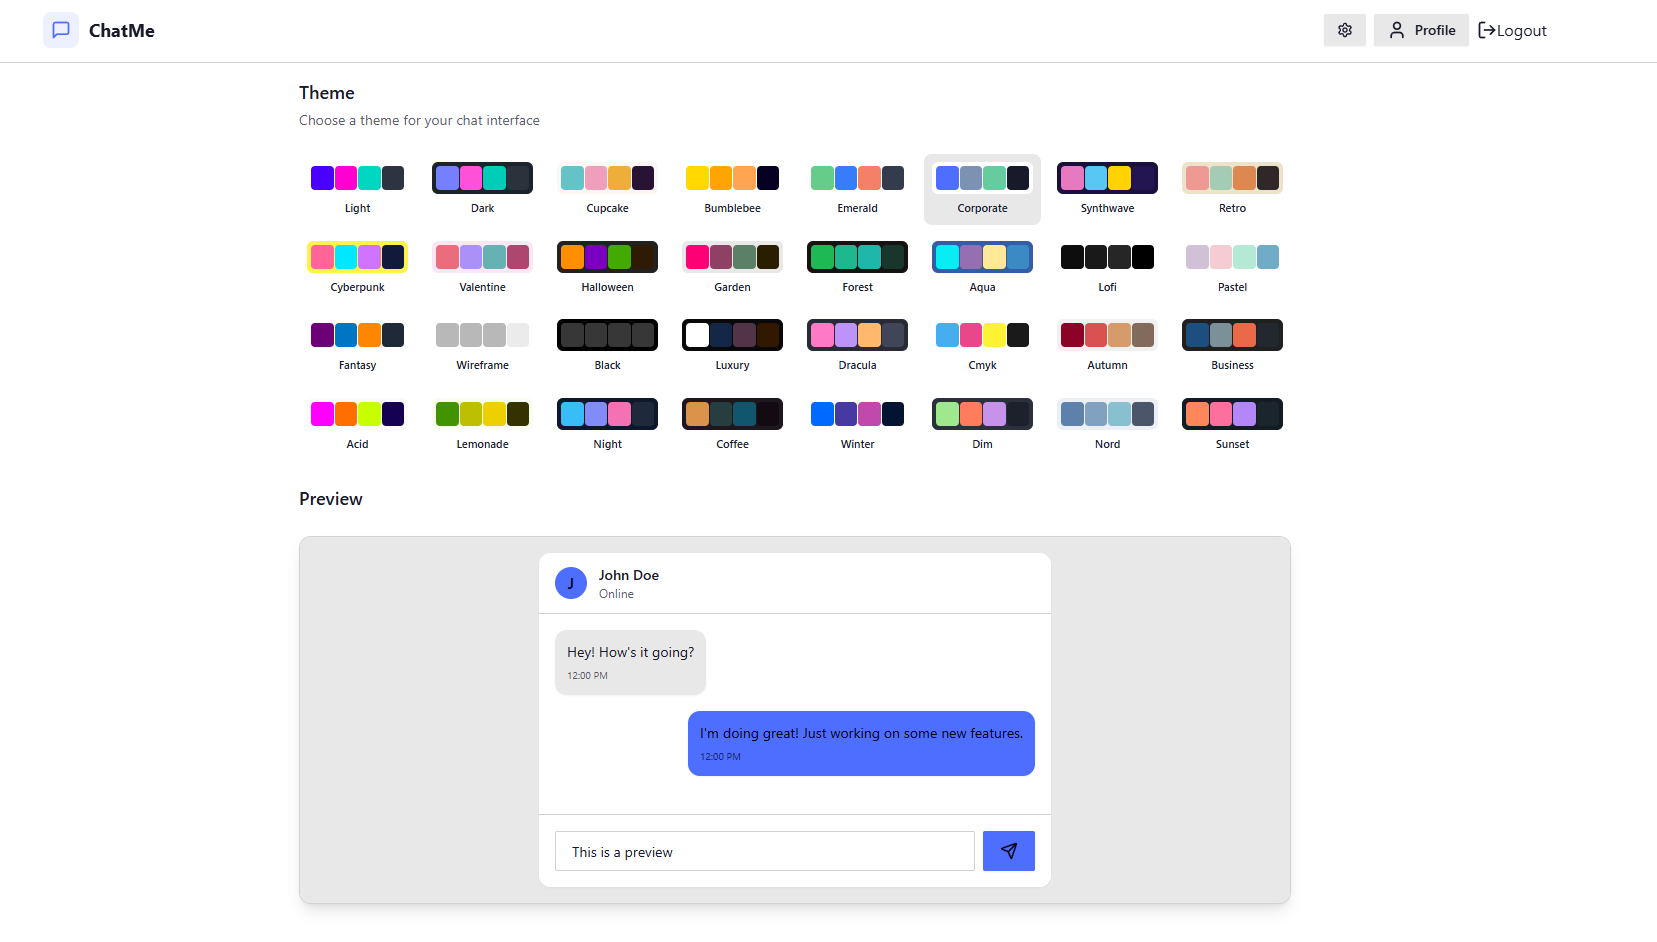 ChatMe
Profile
Logout
Theme
Choose a theme for your chat interface
Light
Dark
Cupcake
Bumblebee
Emerald
Corporate
Synthwave
Retro
Cyberpunk
Valentine
Halloween
Garden
Forest
Aqua
Lofi
Pastel
Fantasy
Wireframe
Black
Luxury
Dracula
Cmyk
Autumn
Business
Acid
Lemonade
Night
Coffee
Winter
Dim
Nord
Sunset
Preview
J
John Doe
Online
Hey! How's it going?
12:00 PM
I'm doing great! Just working on some new features.
12:00 PM
This is a preview